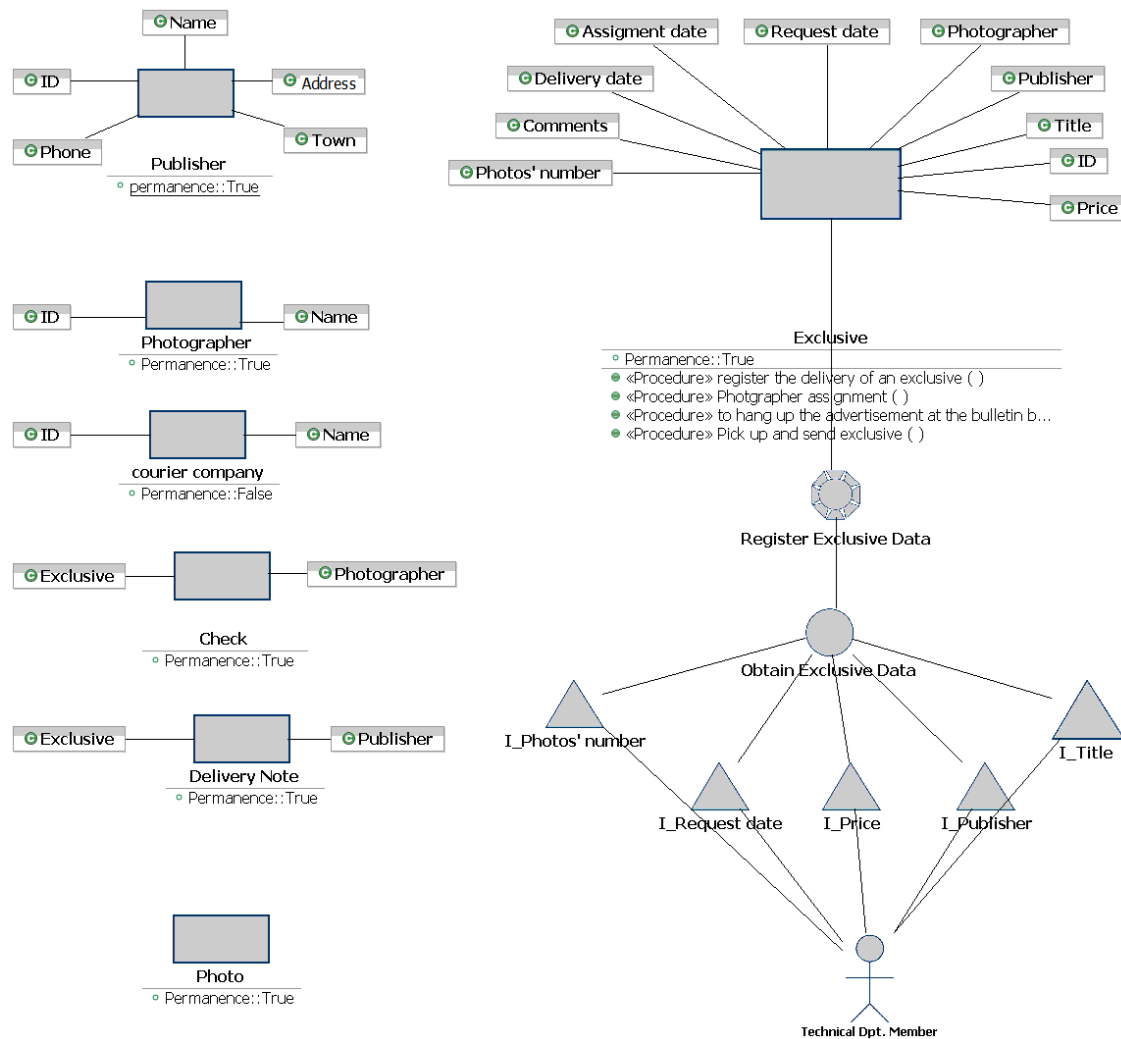 Name
ID
Address
Phone
Town
Publisher
permanence::True
ID
Name
Photographer
Permanence::True
ID
Name
courier company
Permanence::False
Exclusive
Photographer
Check
Permanence::True
Exclusive
Publisher
Delivery Note
Permanence::True
Photo
Permanence::True
Assigment date
Request date
Photographer
Delivery date
Publisher
Comments
Title
Photos' number
ID
Price
Exclusive
Permanence::True
«Procedure» register the delivery of an exclusive ( )
«Procedure» Photgrapher assignment ( )
«Procedure» to hang up the advertisement at the bulletin b...
«Procedure» Pick up and send exclusive ( )
Register Exclusive Data
Obtain Exclusive Data
I_Photos' number
I_Title
I_Request date
I_Price
I_Publisher
Technical Dpt. Member